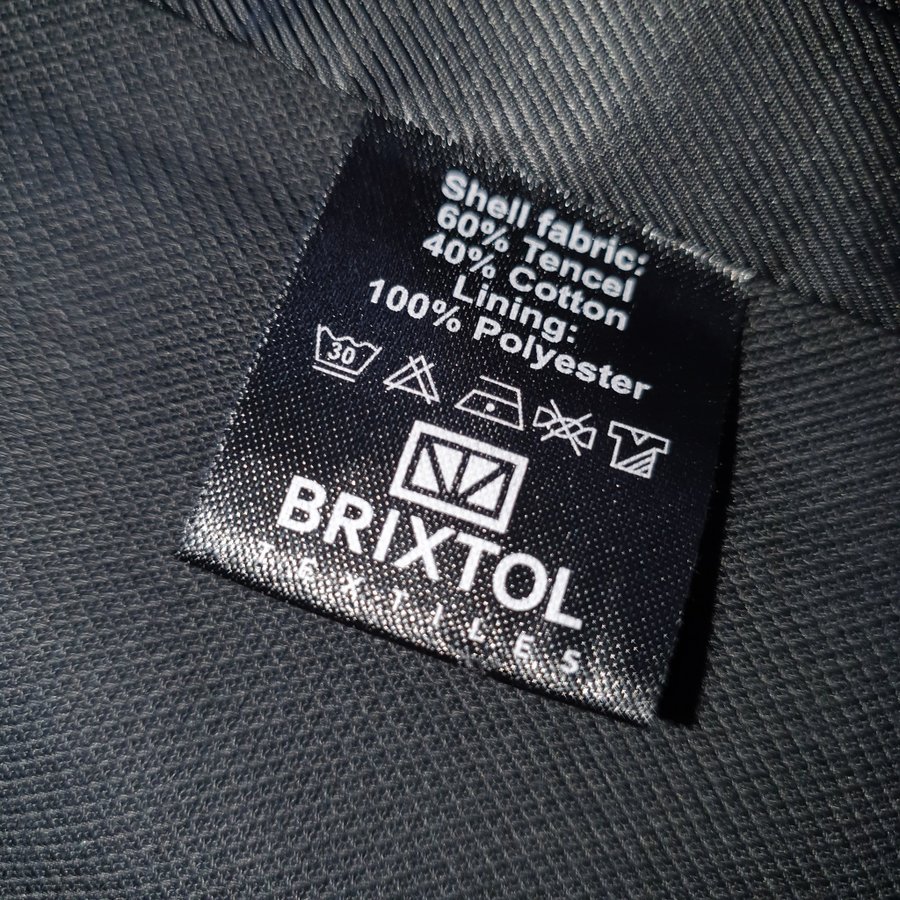 Shell fabric:
60% Tencel
40% Cotton
Lining:
100% Polyester
30
BRIXTOL
TEXTILES